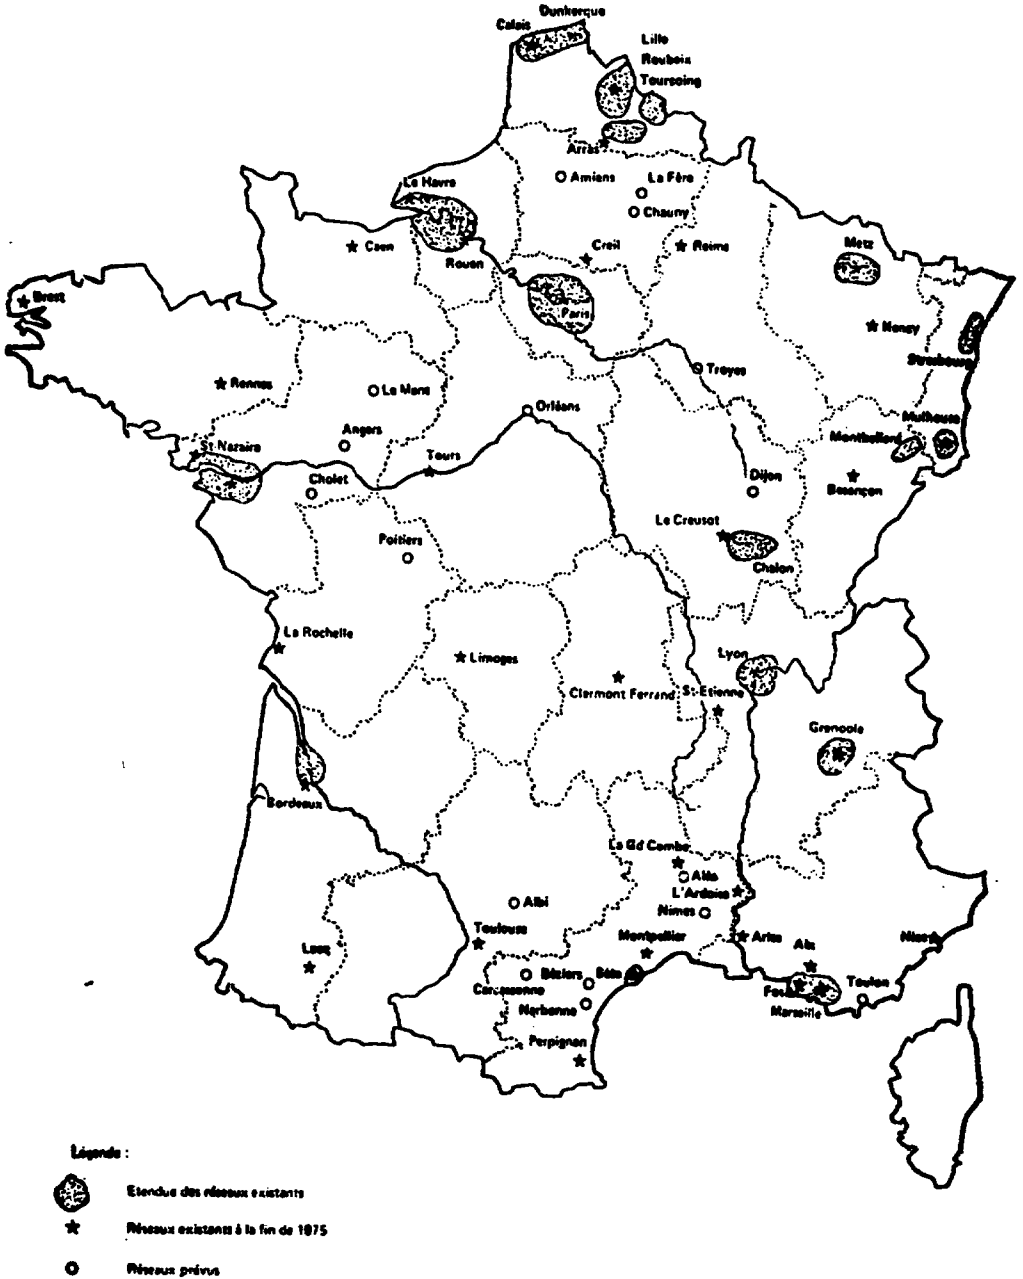 Dunkerque
Calais
Lille
Roubaix
Tourcoing
Arras
Amiens
La Fère
Chauny
Le Havre
Caen
Rouen
Creil
Reims
Metz
Paris
Nancy
Brest
Strasbourg
Troyes
Rennes
Le Mans
Orléans
Mulhouse
Montbeliard
Angers
St Nazaire
Tours
Cholet
Dijon
Besançon
Le Creusot
Poitiers
Chalon
La Rochelle
Limoges
Lyon
Clermont Ferrand
St-Etienne
Grenoble
Bordeaux
La Gd Combe
Alès
L'Ardoise
Albi
Nimes
Toulouse
Montpellier
Arles
Aix
Nice
Lacq
Béziers
Sète
Carcassonne
Fos
Toulon
Narbonne
Marseille
Perpignan
Légende :
Etendue des réseaux existants
Réseaux existants à la fin de 1975
Réseaux prévus